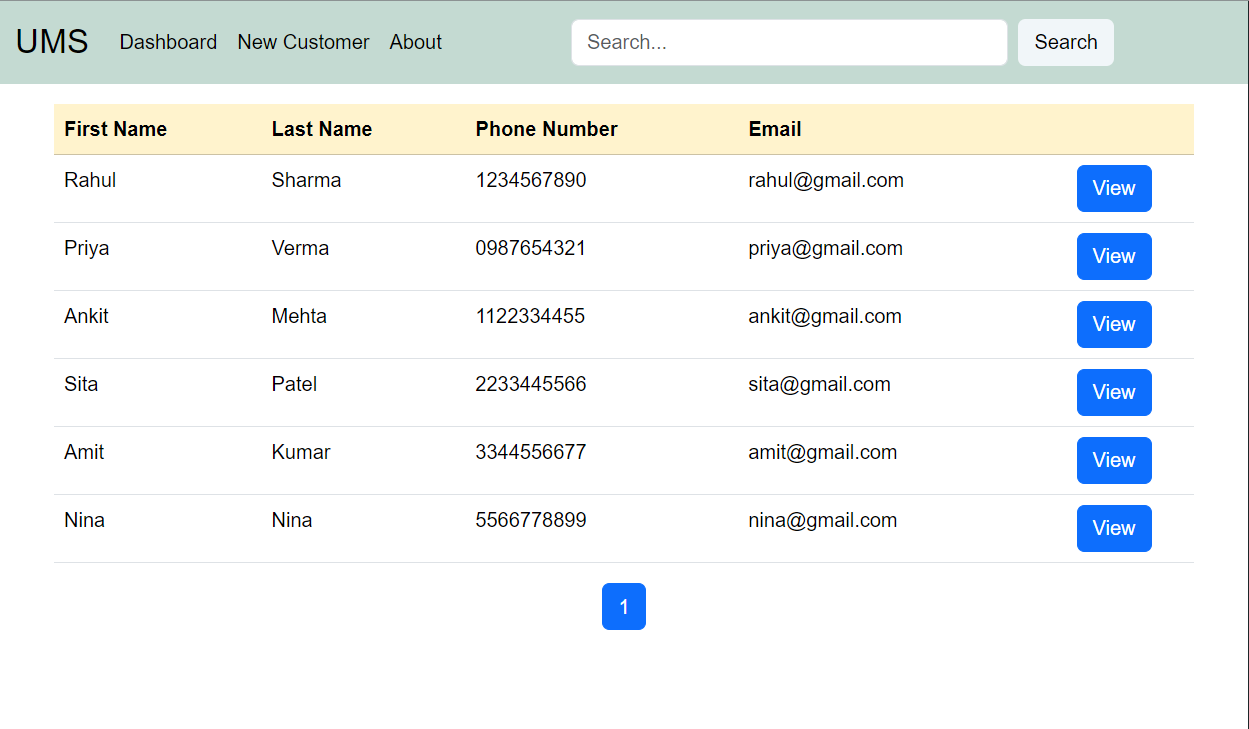 UMS Dashboard New Customer About Search... Search
First Name Last Name Phone Number Email
Rahul Sharma 1234567890 rahul@gmail.com View
Priya Verma 0987654321 priya@gmail.com View
Ankit Mehta 1122334455 ankit@gmail.com View
Sita Patel 2233445566 sita@gmail.com View
Amit Kumar 3344556677 amit@gmail.com View
Nina Nina 5566778899 nina@gmail.com View
1